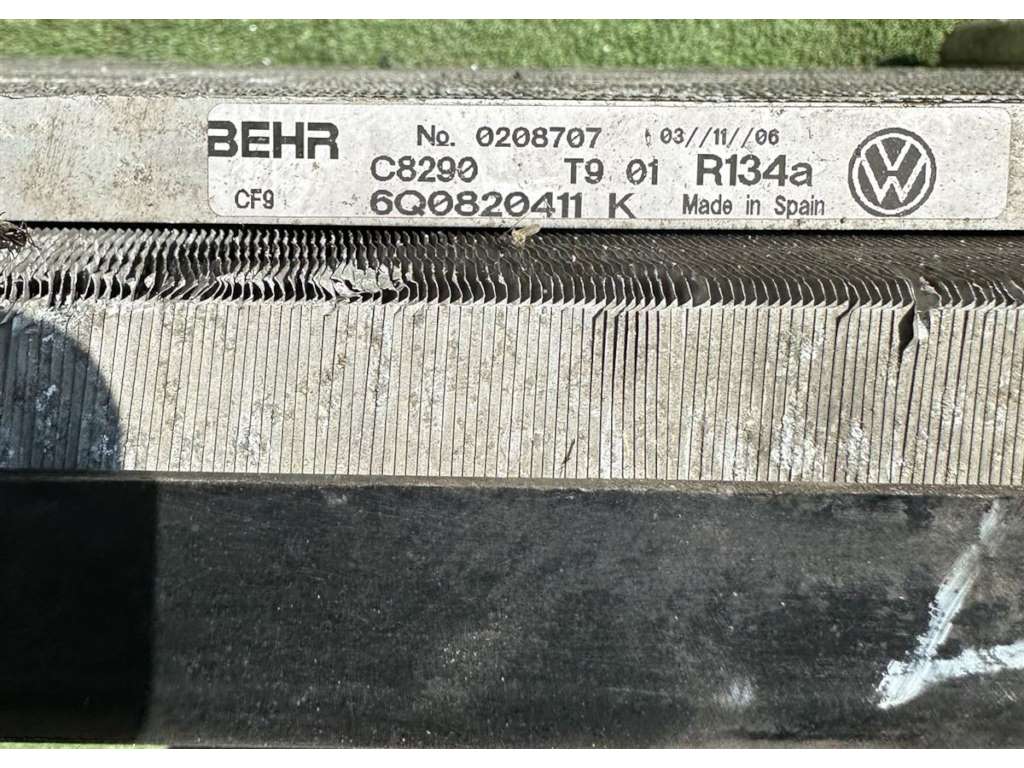 BEHR No. 0208707 03//11//06
C8290 T9 01 R134a
CF9 6Q0820411 K Made in Spain